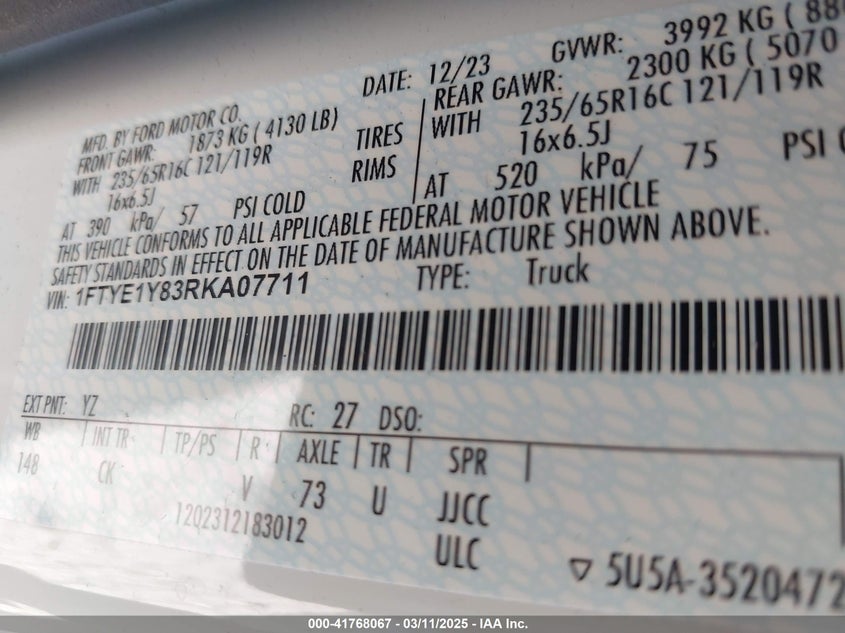 MFD. BY FORD MOTOR CO. DATE: 12/23 GVWR: 3992 KG (
FRONT GAWR: 1873 KG ( 4130 LB) REAR GAWR: 2300 KG ( 5070
WITH 235/65R16C 121/119R TIRES WITH 235/65R16C 121/119R
16x6.5J RIMS 16x6.5J
AT 390 kPa/ 57 PSI COLD AT 520 kPa/ 75 PSI
THIS VEHICLE CONFORMS TO ALL APPLICABLE FEDERAL MOTOR VEHICLE
SAFETY STANDARDS IN EFFECT ON THE DATE OF MANUFACTURE SHOWN ABOVE.
VIN: 1FTYE1Y83RKA07711 TYPE: Truck
EXT PNT: YZ RC: 27 DSO:
WB INT TR TP/PS R AXLE TR SPR
148 CK V 73 U JJCC
12Q2312183012 ULC ▽ 5U5A-3520472
000-41768067 - 03/11/2025 - IAA Inc.